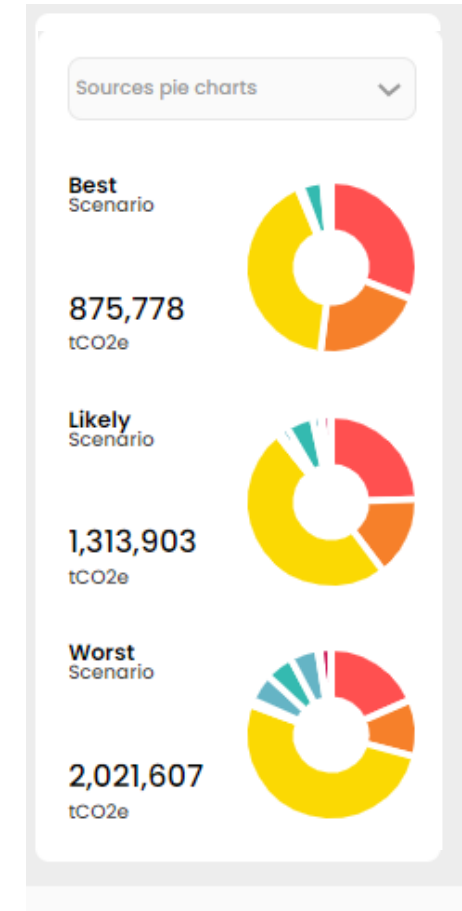 Sources pie charts
Best
Scenario
875,778
tCO2e
Likely
Scenario
1,313,903
tCO2e
Worst
Scenario
2,021,607
tCO2e